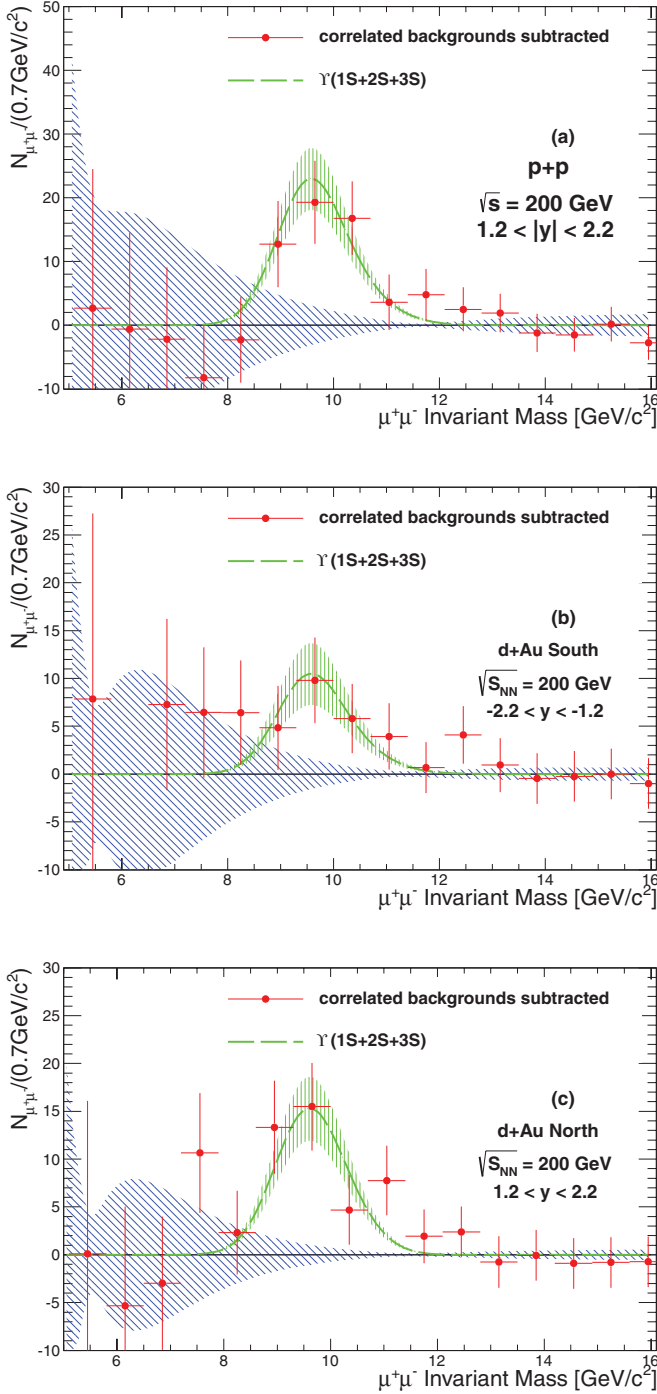 50
correlated backgrounds subtracted
40
ϒ(1S+2S+3S)
30
(a)
p+p
20
√s = 200 GeV
1.2 < |y| < 2.2
10
0
-10
6 8 10 12 14 16
μ⁺μ⁻ Invariant Mass [GeV/c²]
N_μ⁺μ⁻/(0.7GeV/c²)
30
correlated backgrounds subtracted
25
ϒ(1S+2S+3S)
20
(b)
15
d+Au South
10
√S_NN = 200 GeV
-2.2 < y < -1.2
5
0
-5
-10
6 8 10 12 14 16
μ⁺μ⁻ Invariant Mass [GeV/c²]
N_μ⁺μ⁻/(0.7GeV/c²)
30
correlated backgrounds subtracted
25
ϒ(1S+2S+3S)
20
(c)
15
d+Au North
10
√S_NN = 200 GeV
1.2 < y < 2.2
5
0
-5
-10
6 8 10 12 14 16
μ⁺μ⁻ Invariant Mass [GeV/c²]
N_μ⁺μ⁻/(0.7GeV/c²)